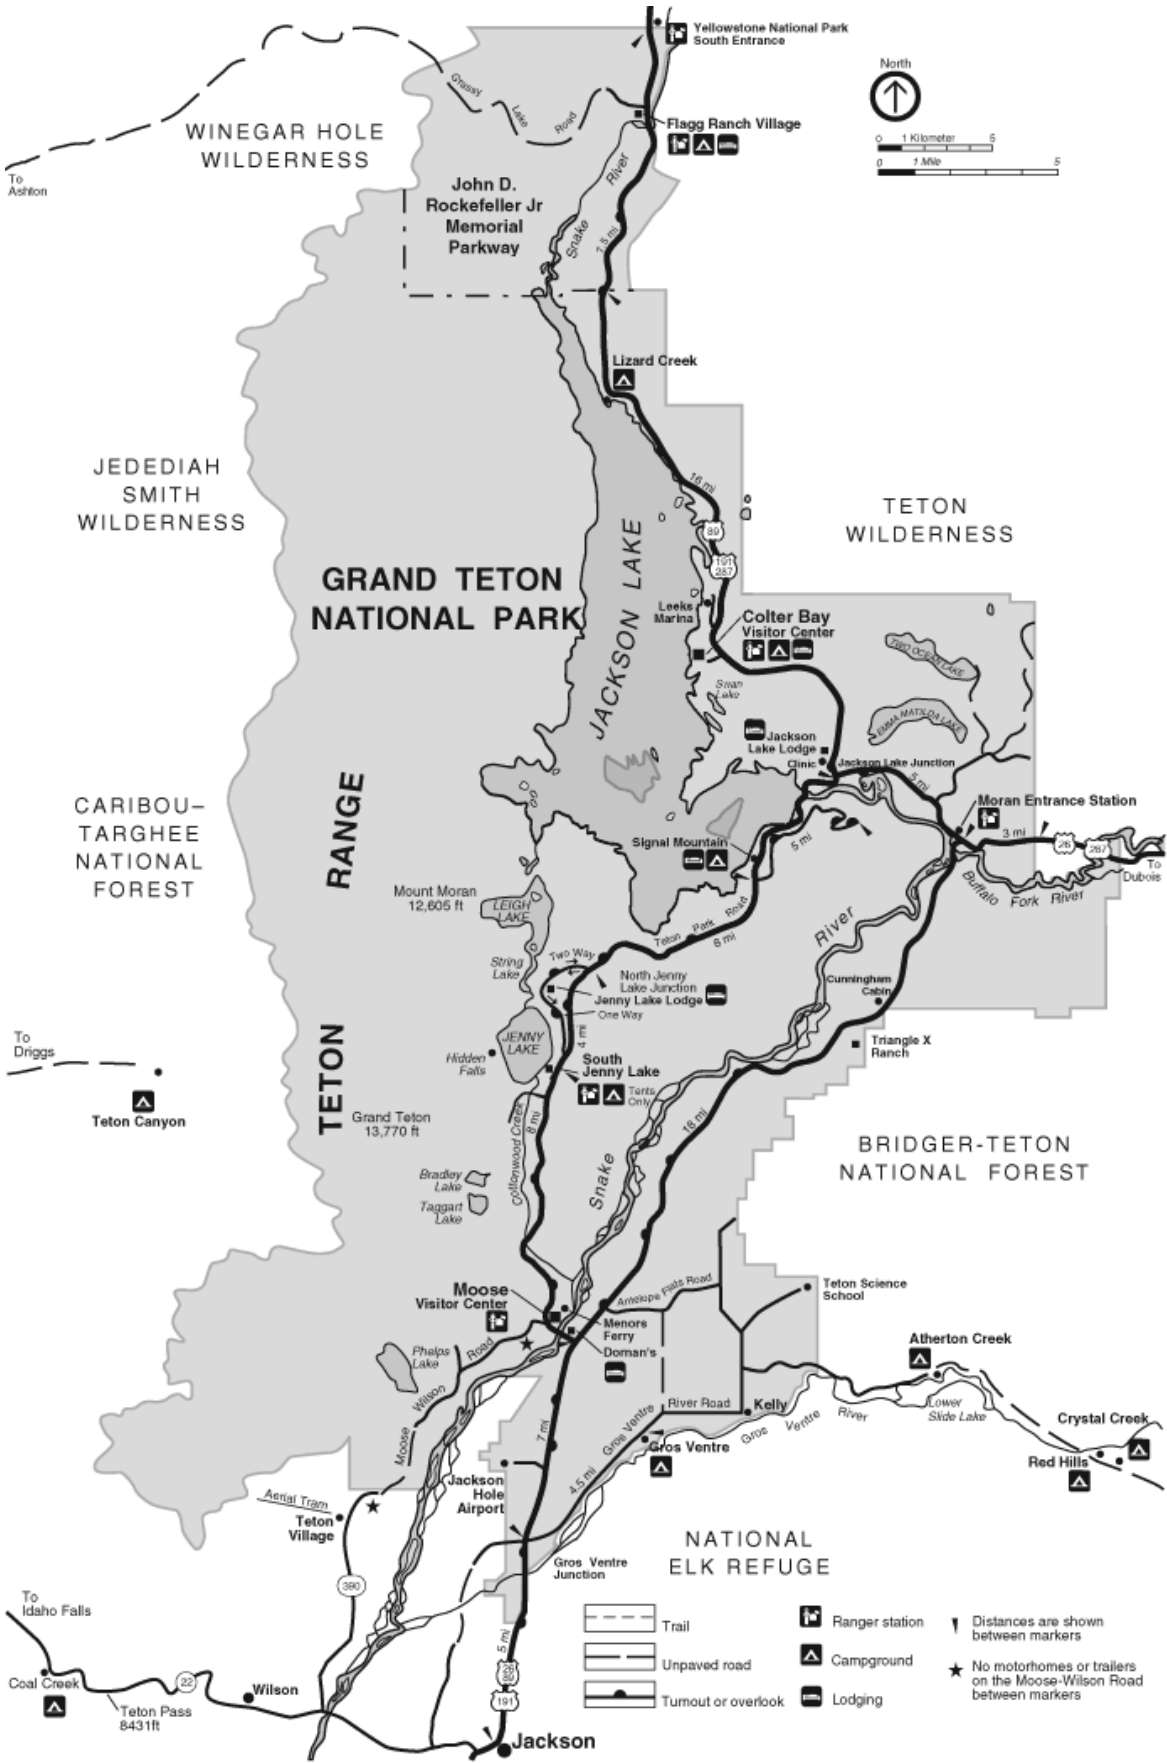 Yellowstone National Park
South Entrance
North
0 1 Kilometer 5
0 1 Mile 5
Grassy Lake Road
WINEGAR HOLE
WILDERNESS
To
Ashton
Flagg Ranch Village
John D.
Rockefeller Jr
Memorial
Parkway
Snake River
7.5 mi
Lizard Creek
JEDEDIAH
SMITH
WILDERNESS
16 mi
TETON
WILDERNESS
89
191
287
GRAND TETON
NATIONAL PARK
JACKSON LAKE
Leeks
Marina
Colter Bay
Visitor Center
TWO OCEAN LAKE
Swan
Lake
EMMA MATILDA LAKE
Jackson
Lake Lodge
Clinic
Jackson Lake Junction
5 mi
CARIBOU–
TARGHEE
NATIONAL
FOREST
TETON RANGE
Moran Entrance Station
3 mi
26
287
To
Dubois
Signal Mountain
5 mi
Buffalo Fork River
Mount Moran
12,605 ft
LEIGH
LAKE
Teton Park Road
8 mi
Snake River
String
Lake
Two Way
North Jenny
Lake Junction
Jenny Lake Lodge
One Way
Cunningham
Cabin
Triangle X
Ranch
To
Driggs
JENNY
LAKE
4 mi
Hidden
Falls
South
Jenny Lake
Tents
Only
Teton Canyon
Grand Teton
13,770 ft
Cottonwood Creek
8 mi
18 mi
BRIDGER-TETON
NATIONAL FOREST
Bradley
Lake
Taggart
Lake
Moose
Visitor Center
Antelope Flats Road
Teton Science
School
Menors
Ferry
Dornan's
Phelps
Lake
Moose Wilson Road
Atherton Creek
Lower
Slide Lake
Gros Ventre River Road
Kelly
Gros Ventre River
Crystal Creek
Red Hills
Gros Ventre
7 mi
4.5 mi
Jackson
Hole
Airport
Aerial Tram
Teton
Village
NATIONAL
ELK REFUGE
Gros Ventre
Junction
390
To
Idaho Falls
Coal Creek
22
Teton Pass
8431ft
Wilson
5 mi
191
Jackson
Trail
Unpaved road
Turnout or overlook
Ranger station
Campground
Lodging
Distances are shown
between markers
No motorhomes or trailers
on the Moose-Wilson Road
between markers